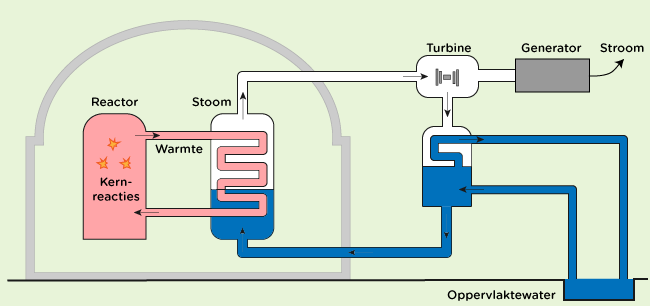 Turbine
Generator
Stroom
Reactor
Stoom
Warmte
Kern-
reacties
Oppervlaktewater